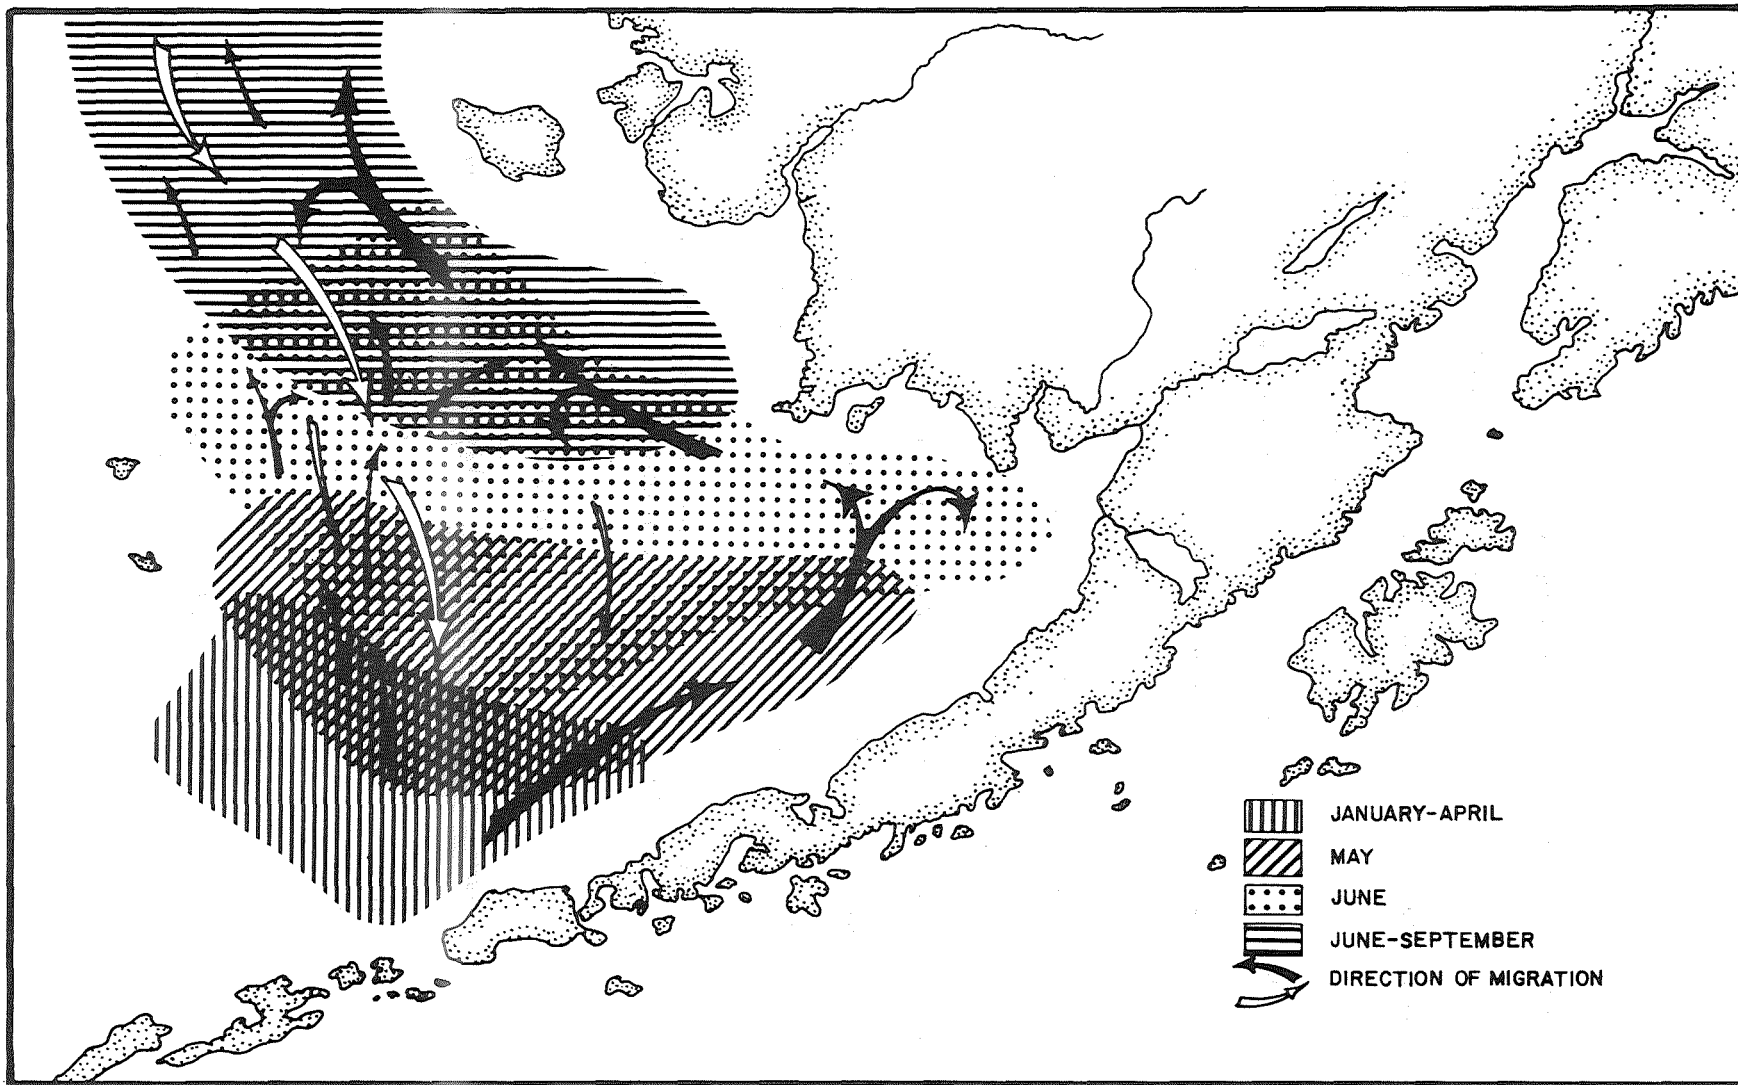 JANUARY-APRIL
MAY
JUNE
JUNE-SEPTEMBER
DIRECTION OF MIGRATION